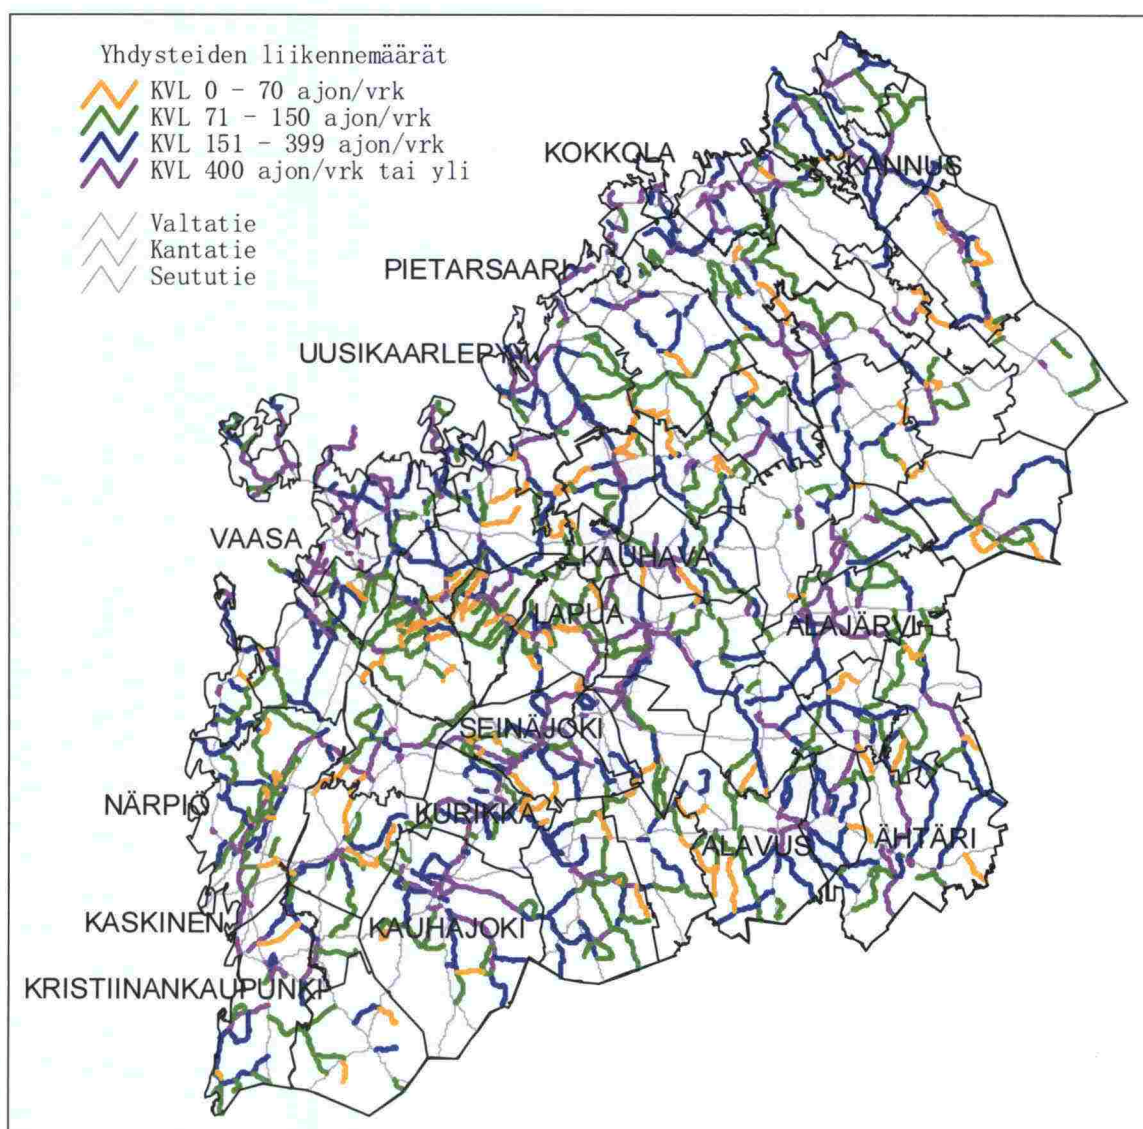 Yhdysteiden liikennemäärät
KVL 0 - 70 ajon/vrk
KVL 71 - 150 ajon/vrk
KVL 151 - 399 ajon/vrk
KVL 400 ajon/vrk tai yli
Valtatie
Kantatie
Seututie
KOKKOLA
KANNUS
PIETARSAARI
UUSIKAARLEPYY
VAASA
KAUHAVA
LAPUA
ALAJÄRVI
SEINÄJOKI
NÄRPIÖ
KURIKKA
ALAVUS
ÄHTÄRI
KASKINEN
KAUHAJOKI
KRISTIINANKAUPUNKI